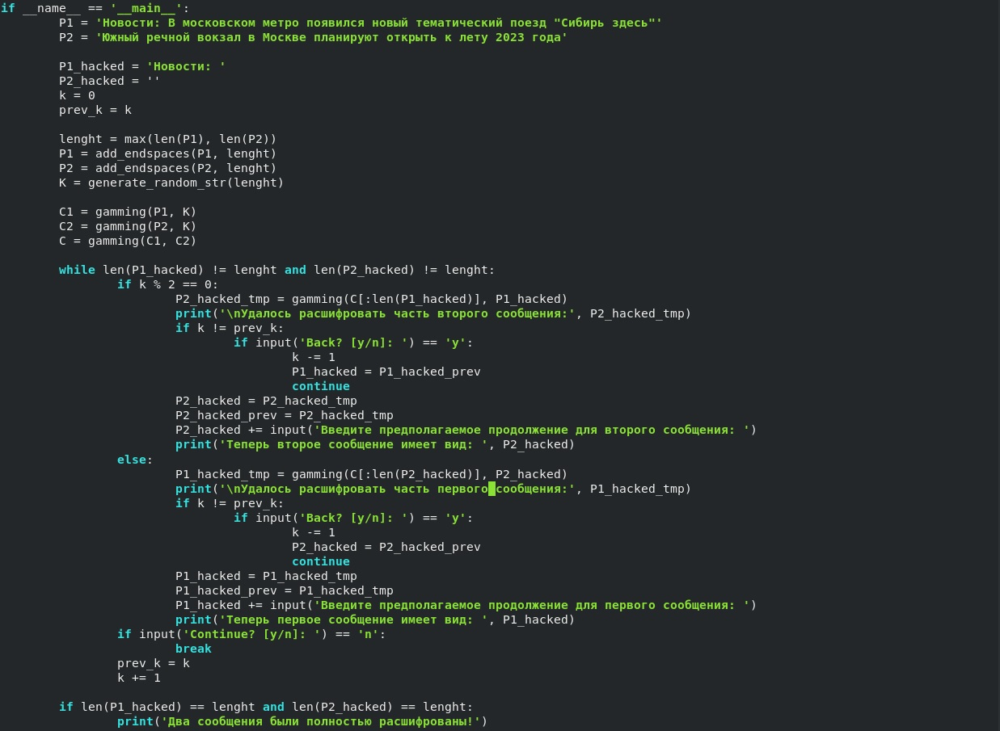 if __name__ == '__main__':
        P1 = 'Новости: В московском метро появился новый тематический поезд "Сибирь здесь"'
        P2 = 'Южный речной вокзал в Москве планируют открыть к лету 2023 года'

        P1_hacked = 'Новости: '
        P2_hacked = ''
        k = 0
        prev_k = k

        lenght = max(len(P1), len(P2))
        P1 = add_endspaces(P1, lenght)
        P2 = add_endspaces(P2, lenght)
        K = generate_random_str(lenght)

        C1 = gamming(P1, K)
        C2 = gamming(P2, K)
        C = gamming(C1, C2)

        while len(P1_hacked) != lenght and len(P2_hacked) != lenght:
                if k % 2 == 0:
                        P2_hacked_tmp = gamming(C[:len(P1_hacked)], P1_hacked)
                        print('\nУдалось расшифровать часть второго сообщения:', P2_hacked_tmp)
                        if k != prev_k:
                                if input('Back? [y/n]: ') == 'y':
                                        k -= 1
                                        P1_hacked = P1_hacked_prev
                                        continue
                        P2_hacked = P2_hacked_tmp
                        P2_hacked_prev = P2_hacked_tmp
                        P2_hacked += input('Введите предполагаемое продолжение для второго сообщения: ')
                        print('Теперь второе сообщение имеет вид: ', P2_hacked)
                else:
                        P1_hacked_tmp = gamming(C[:len(P2_hacked)], P2_hacked)
                        print('\nУдалось расшифровать часть первого сообщения:', P1_hacked_tmp)
                        if k != prev_k:
                                if input('Back? [y/n]: ') == 'y':
                                        k -= 1
                                        P2_hacked = P2_hacked_prev
                                        continue
                        P1_hacked = P1_hacked_tmp
                        P1_hacked_prev = P1_hacked_tmp
                        P1_hacked += input('Введите предполагаемое продолжение для первого сообщения: ')
                        print('Теперь первое сообщение имеет вид: ', P1_hacked)
                if input('Continue? [y/n]: ') == 'n':
                        break
                prev_k = k
                k += 1

        if len(P1_hacked) == lenght and len(P2_hacked) == lenght:
                print('Два сообщения были полностью расшифрованы!')